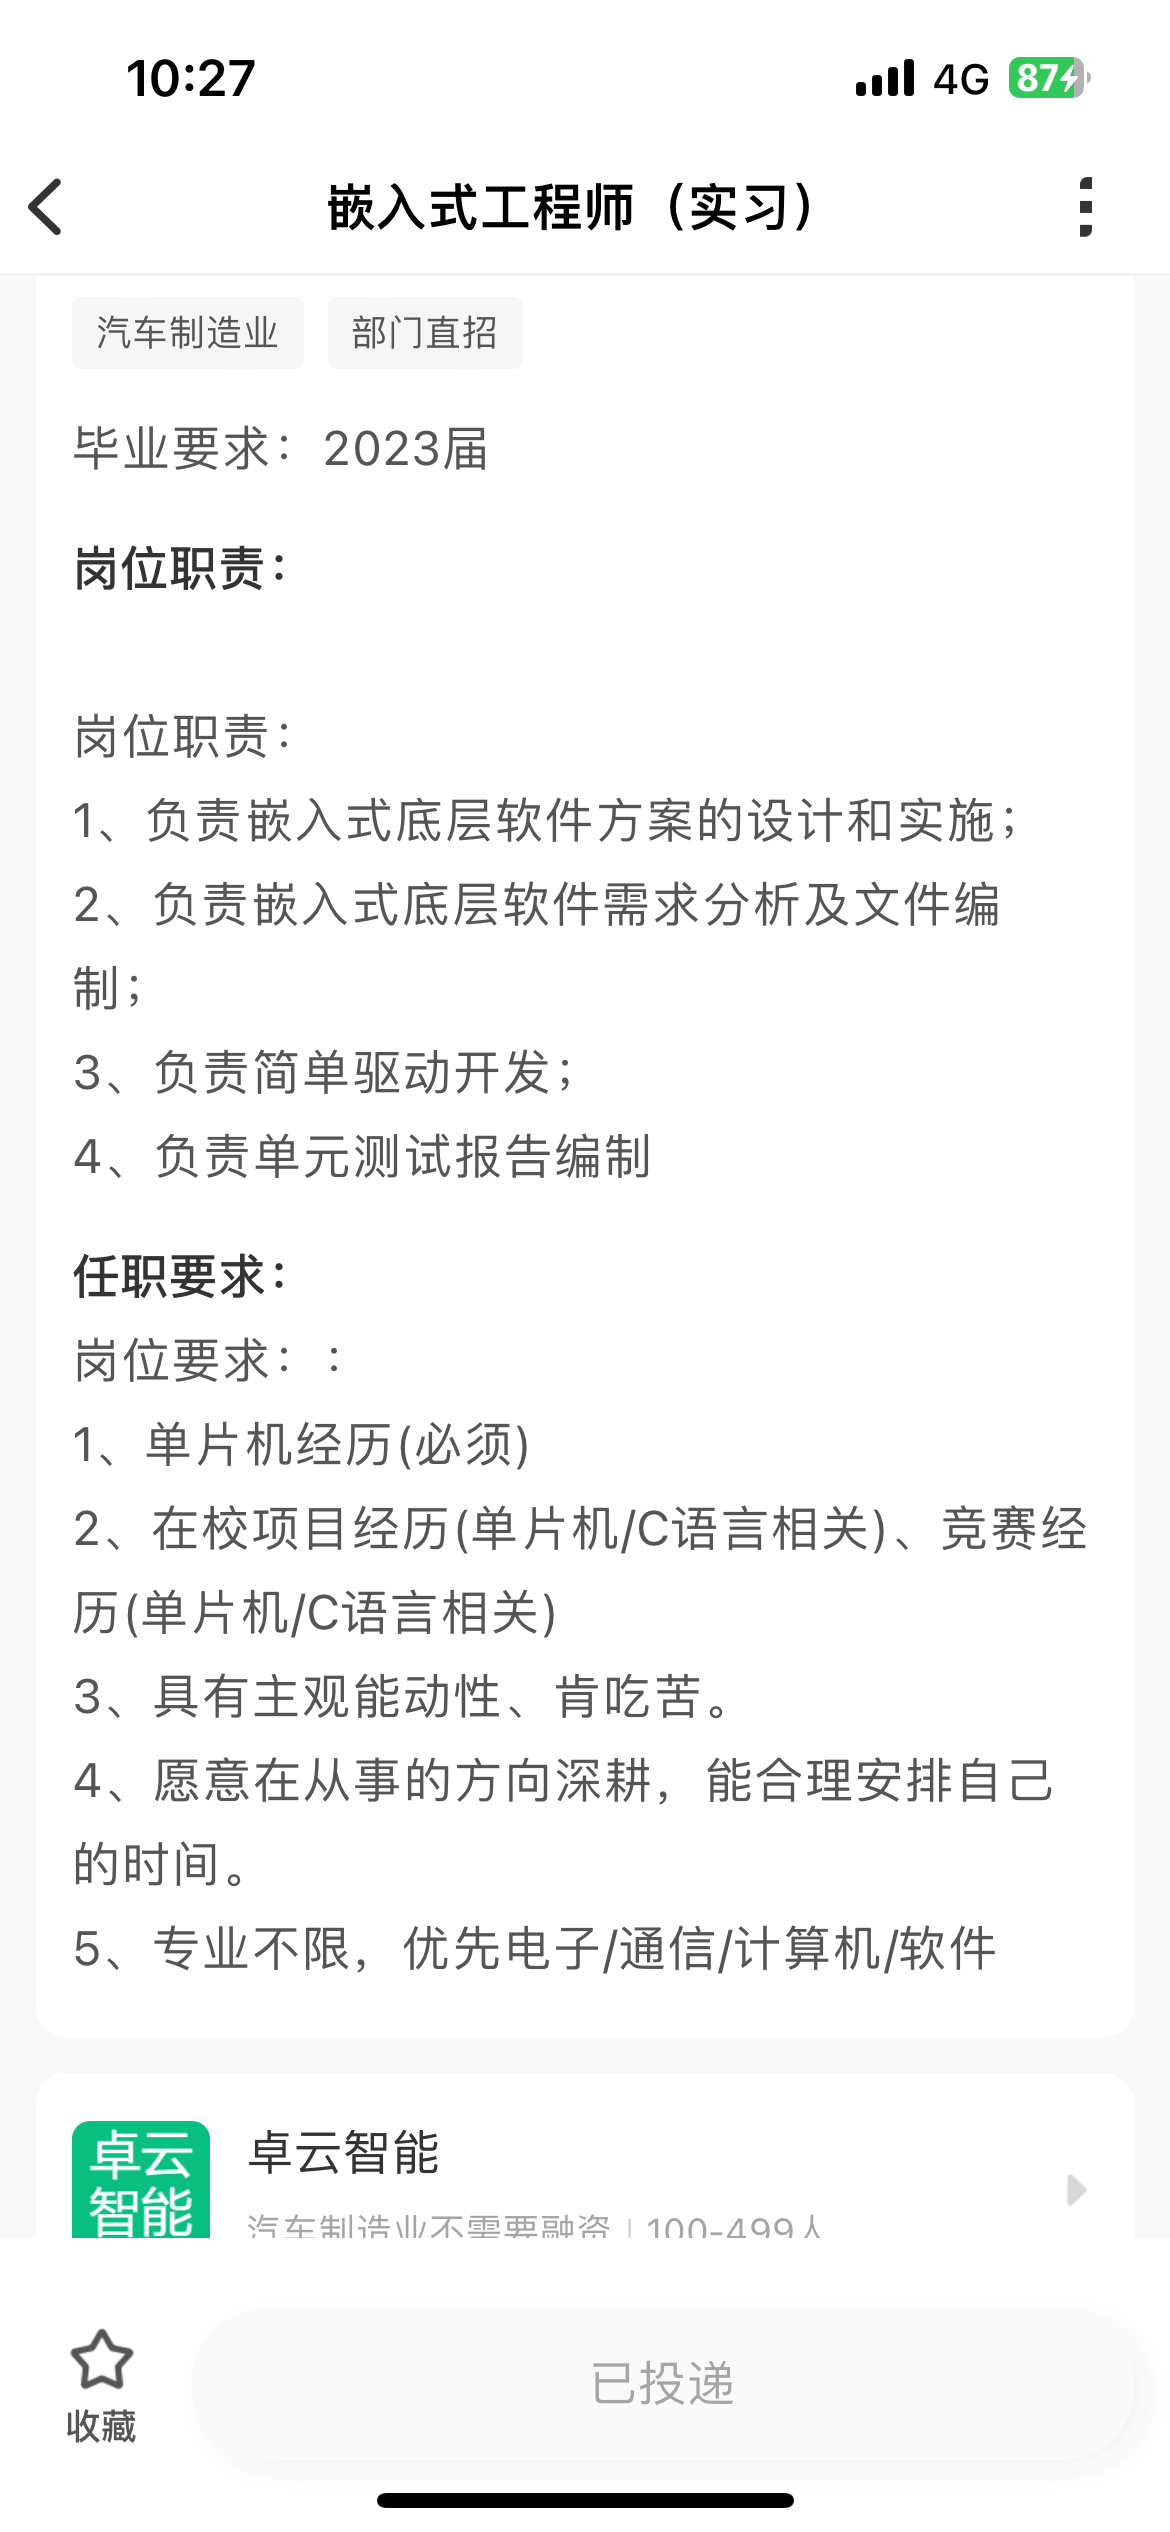 10:27
4G 87
嵌入式工程师（实习）
汽车制造业 部门直招
毕业要求：2023届
岗位职责：
岗位职责：
1、负责嵌入式底层软件方案的设计和实施；
2、负责嵌入式底层软件需求分析及文件编
制；
3、负责简单驱动开发；
4、负责单元测试报告编制
任职要求：
岗位要求：：
1、单片机经历(必须)
2、在校项目经历(单片机/C语言相关)、竞赛经
历(单片机/C语言相关)
3、具有主观能动性、肯吃苦。
4、愿意在从事的方向深耕，能合理安排自己
的时间。
5、专业不限，优先电子/通信/计算机/软件
卓云
智能
卓云智能
汽车制造业不需要融资 | 100-499人
收藏
已投递